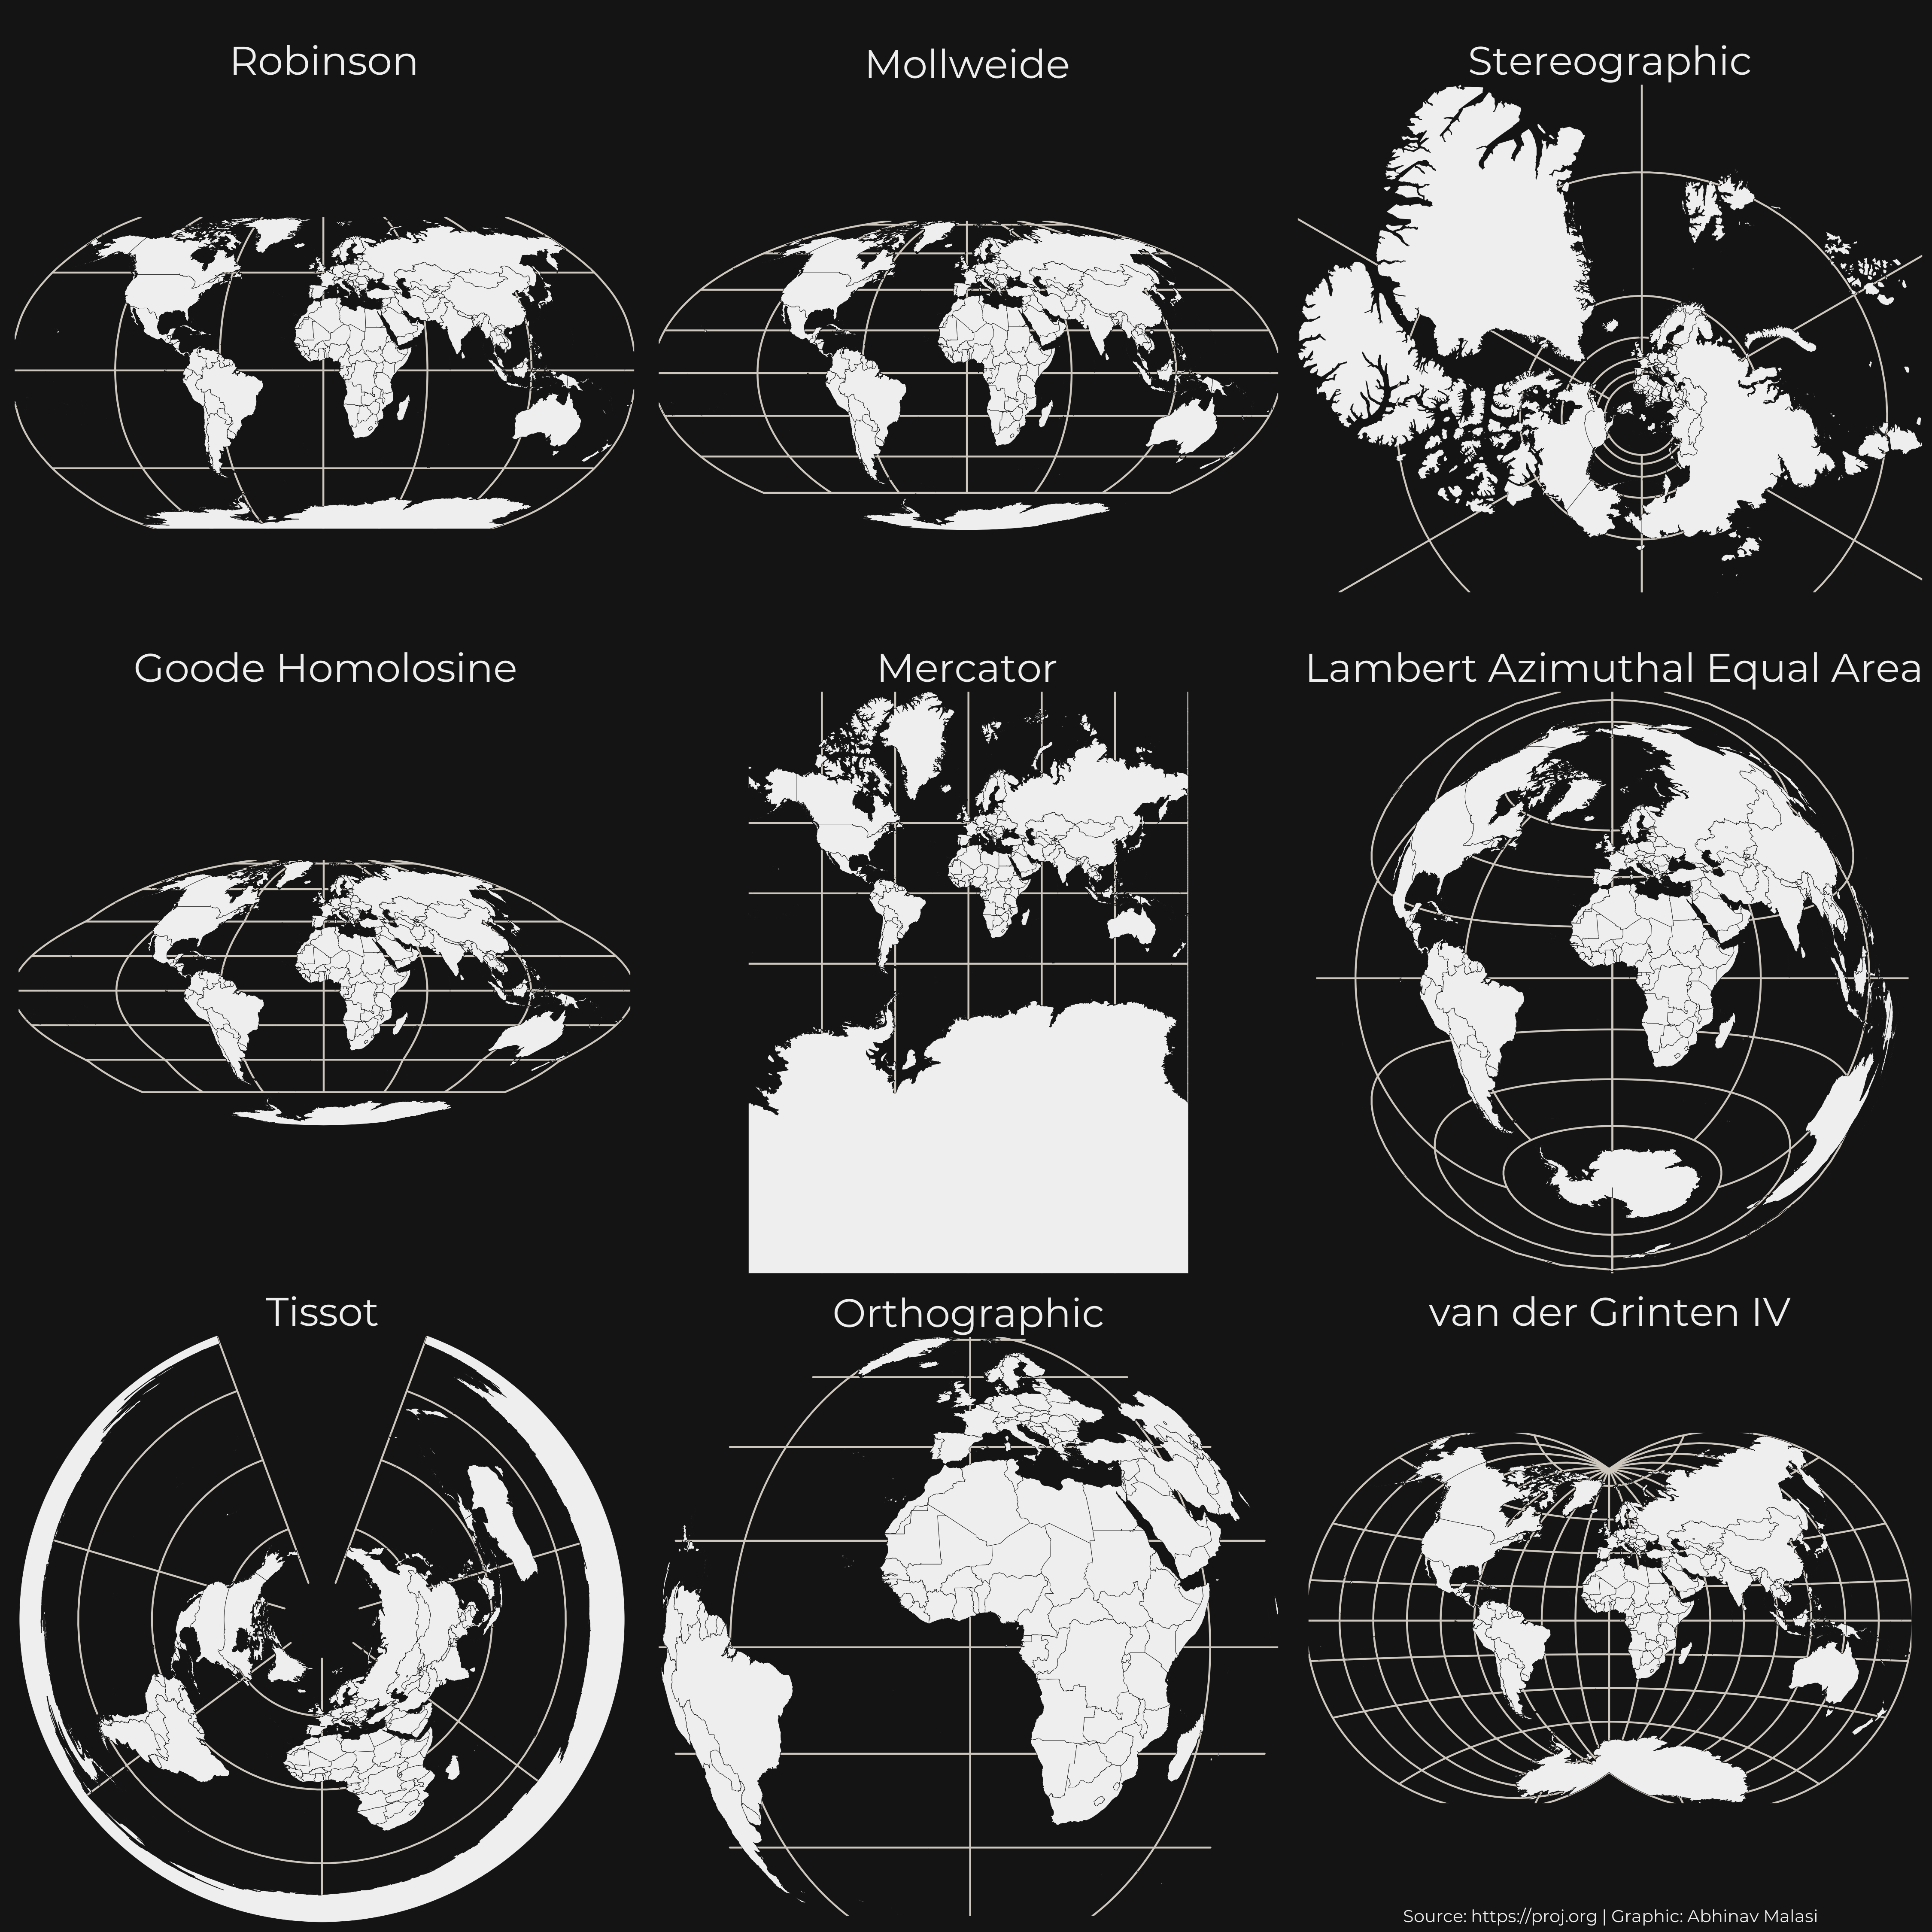 Robinson
Mollweide
Stereographic
Goode Homolosine
Mercator
Lambert Azimuthal Equal Area
Tissot
Orthographic
van der Grinten IV
Source: https://proj.org | Graphic: Abhinav Malasi